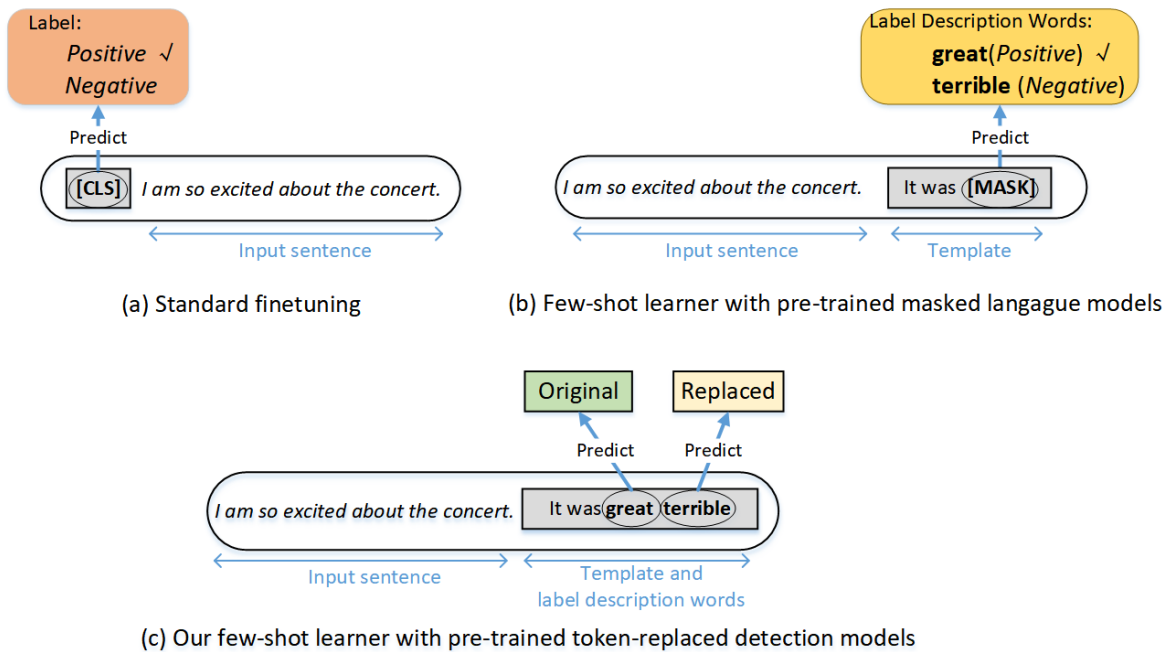 Label:
Positive √
Negative
Predict
[CLS] I am so excited about the concert.
Input sentence
(a) Standard finetuning
Label Description Words:
great(Positive) √
terrible (Negative)
Predict
I am so excited about the concert. It was [MASK]
Input sentence Template
(b) Few-shot learner with pre-trained masked langague models
Original Replaced
Predict Predict
I am so excited about the concert. It was great terrible
Input sentence Template and
label description words
(c) Our few-shot learner with pre-trained token-replaced detection models